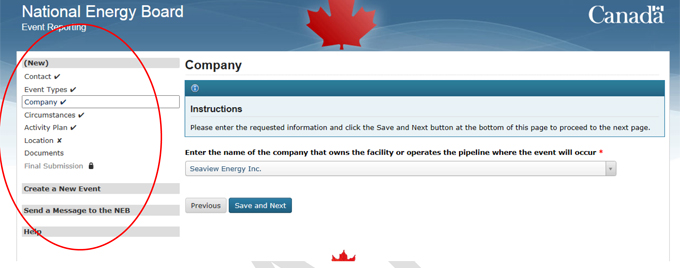 National Energy Board
Event Reporting
Canada
(New)
Contact ✔
Event Types ✔
Company ✔
Circumstances ✔
Activity Plan ✔
Location ✘
Documents
Final Submission
Create a New Event
Send a Message to the NEB
Help
Company
Instructions
Please enter the requested information and click the Save and Next button at the bottom of this page to proceed to the next page.
Enter the name of the company that owns the facility or operates the pipeline where the event will occur *
Seaview Energy Inc.
Previous
Save and Next